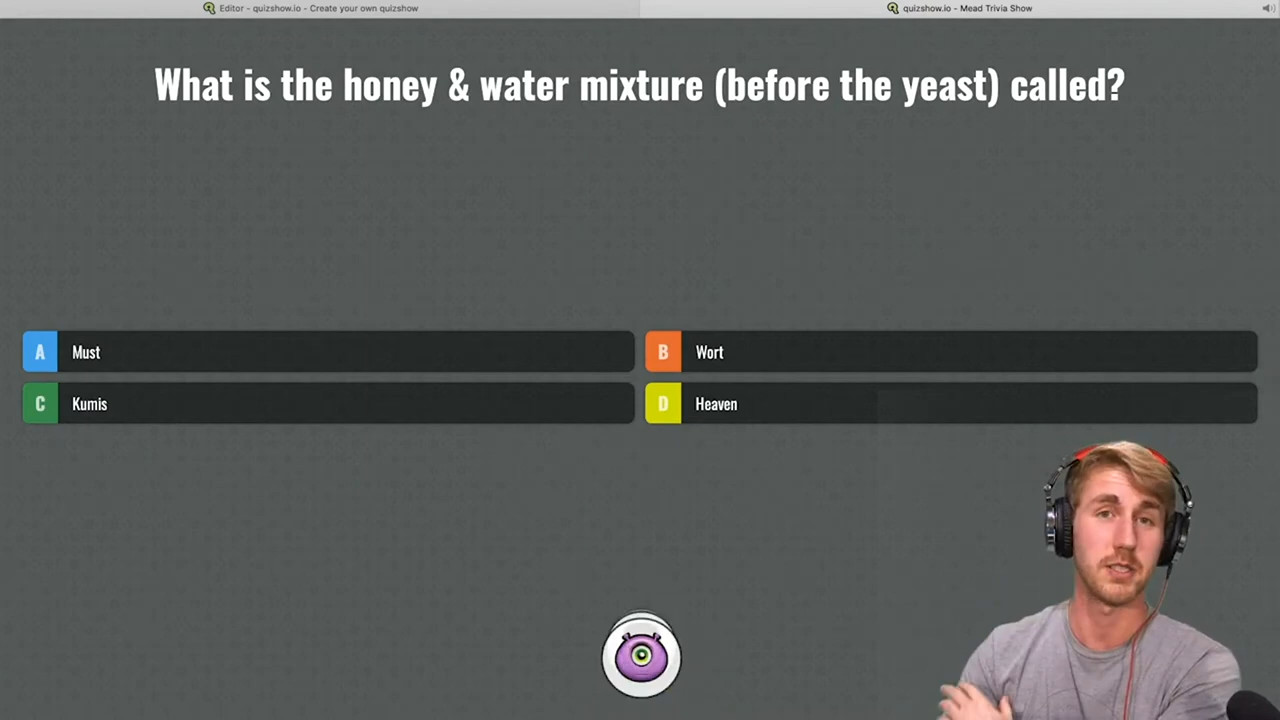 Editor - quizshow.io - Create your own quizshow
quizshow.io - Mead Trivia Show
What is the honey & water mixture (before the yeast) called?
A Must
B Wort
C Kumis
D Heaven